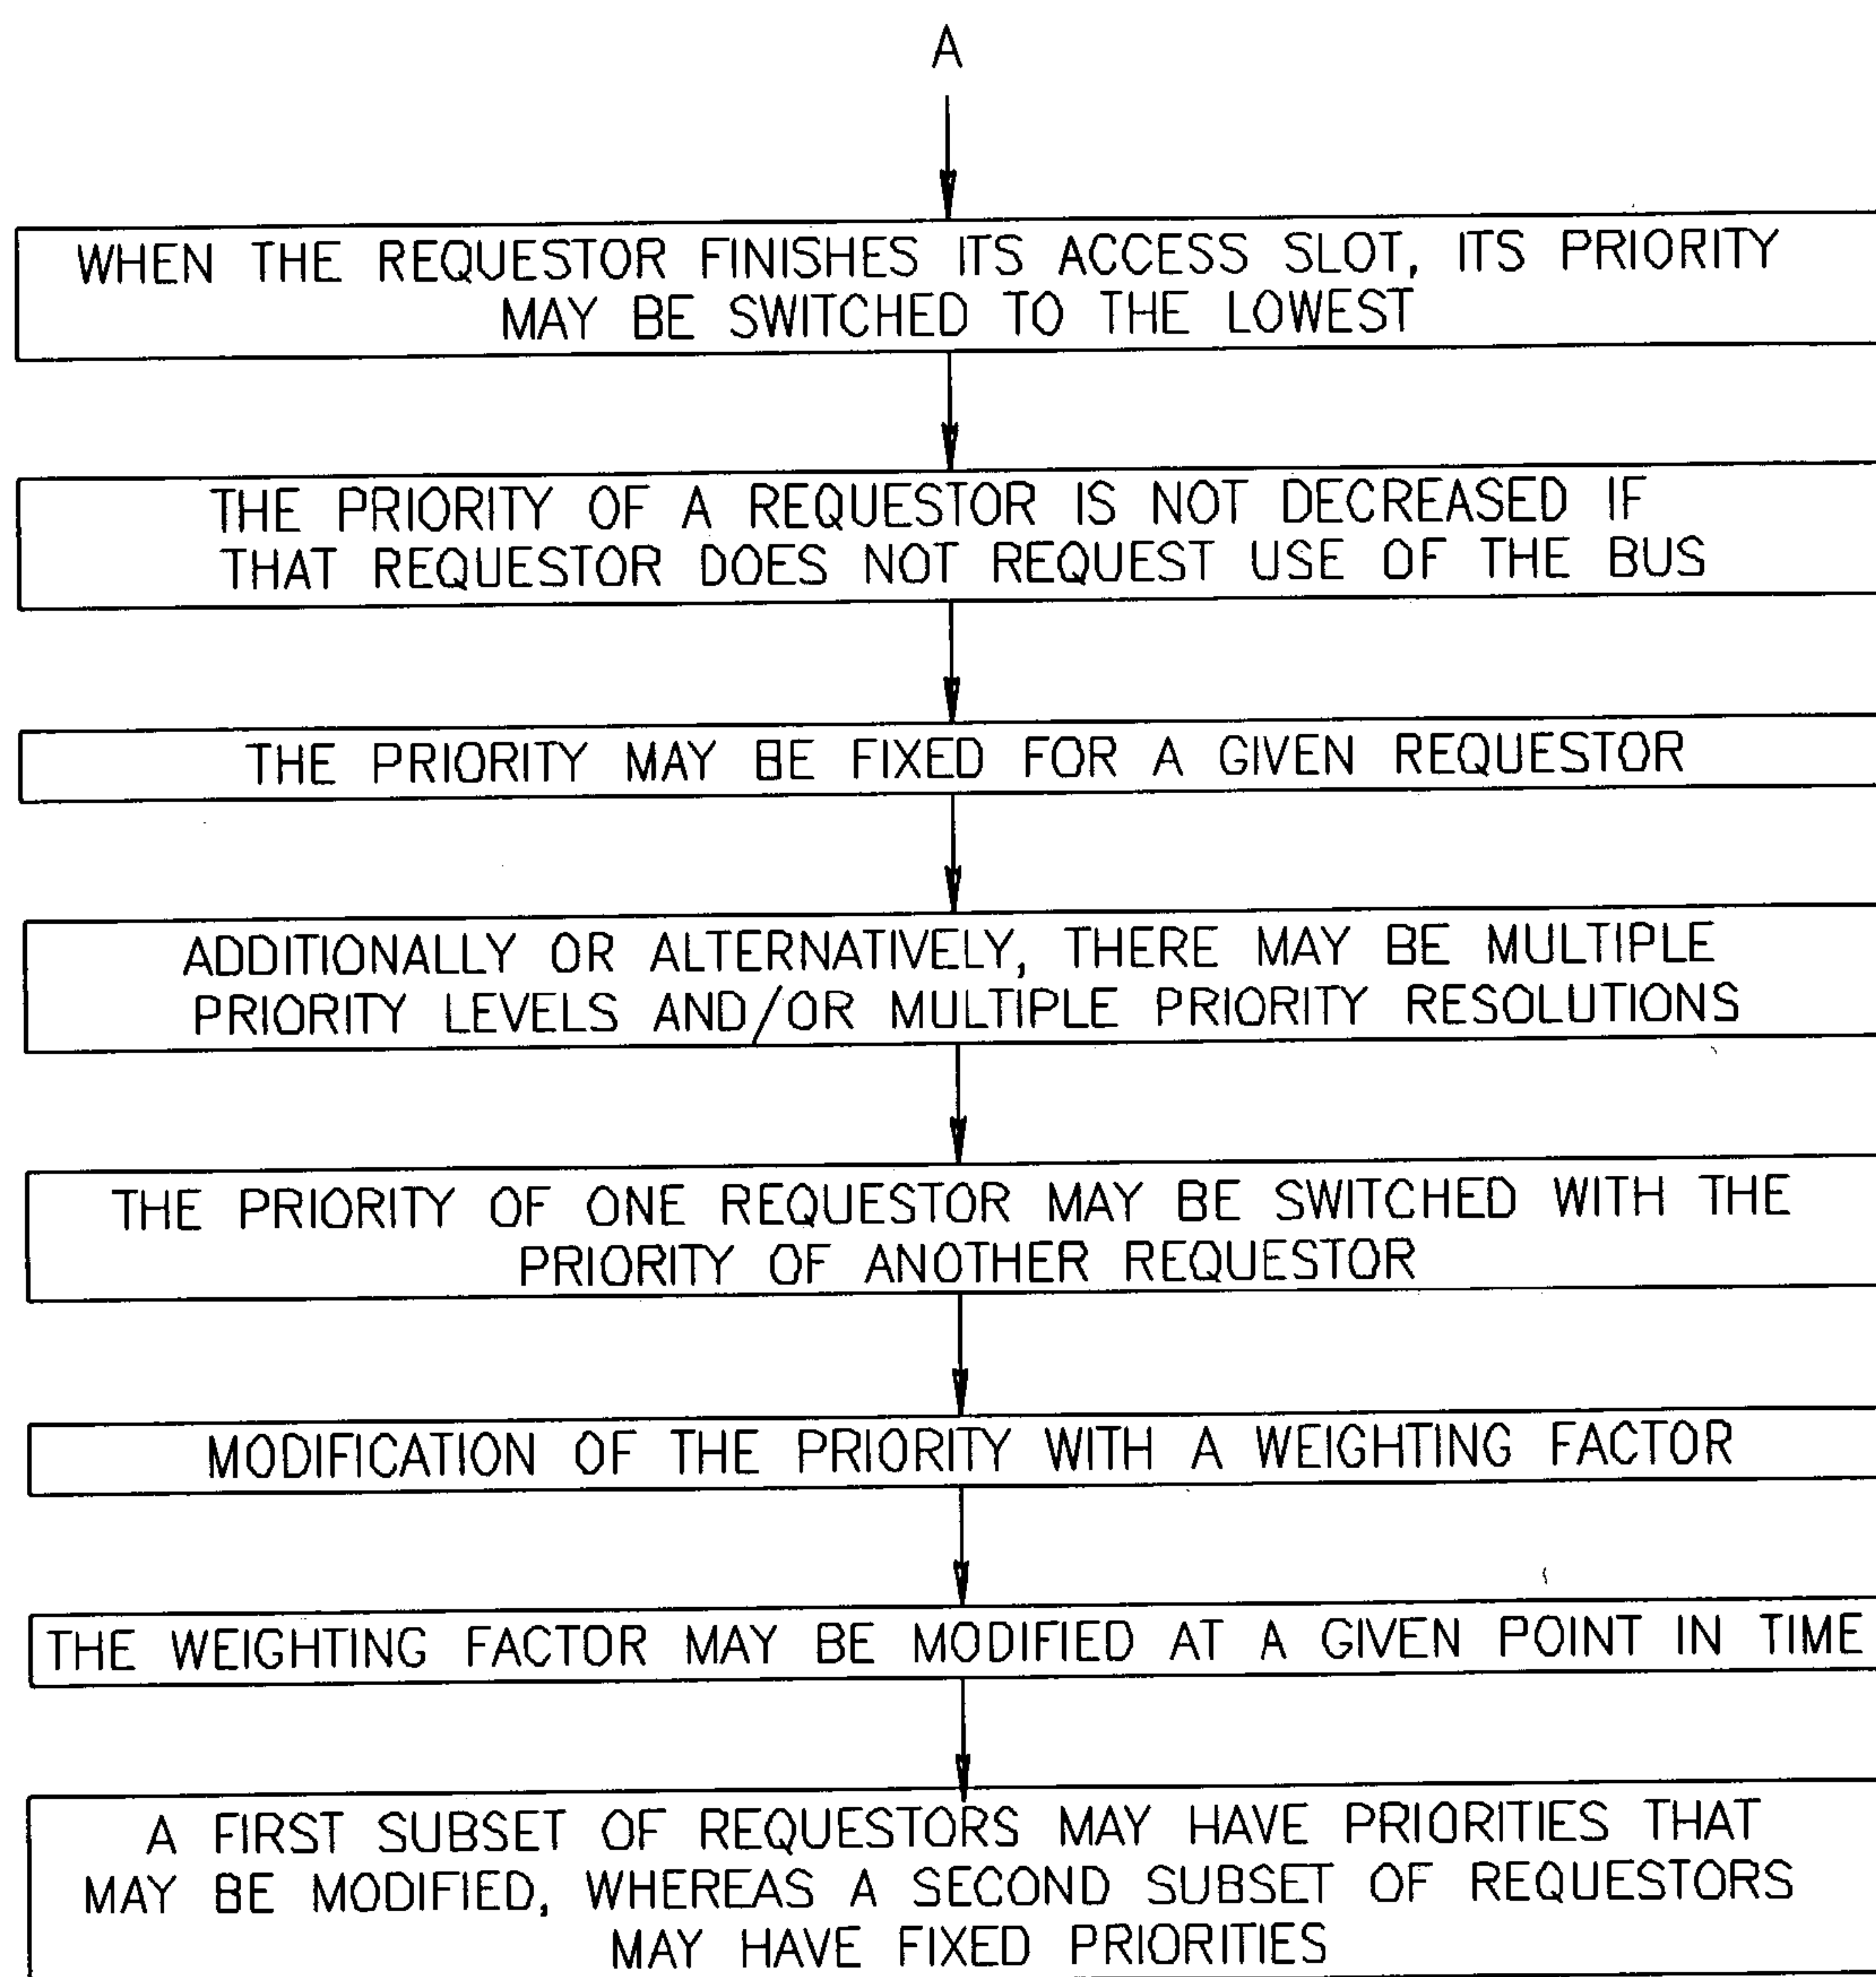 A
WHEN THE REQUESTOR FINISHES ITS ACCESS SLOT, ITS PRIORITY
MAY BE SWITCHED TO THE LOWEST
THE PRIORITY OF A REQUESTOR IS NOT DECREASED IF
THAT REQUESTOR DOES NOT REQUEST USE OF THE BUS
THE PRIORITY MAY BE FIXED FOR A GIVEN REQUESTOR
ADDITIONALLY OR ALTERNATIVELY, THERE MAY BE MULTIPLE
PRIORITY LEVELS AND/OR MULTIPLE PRIORITY RESOLUTIONS
THE PRIORITY OF ONE REQUESTOR MAY BE SWITCHED WITH THE
PRIORITY OF ANOTHER REQUESTOR
MODIFICATION OF THE PRIORITY WITH A WEIGHTING FACTOR
THE WEIGHTING FACTOR MAY BE MODIFIED AT A GIVEN POINT IN TIME
A FIRST SUBSET OF REQUESTORS MAY HAVE PRIORITIES THAT
MAY BE MODIFIED, WHEREAS A SECOND SUBSET OF REQUESTORS
MAY HAVE FIXED PRIORITIES